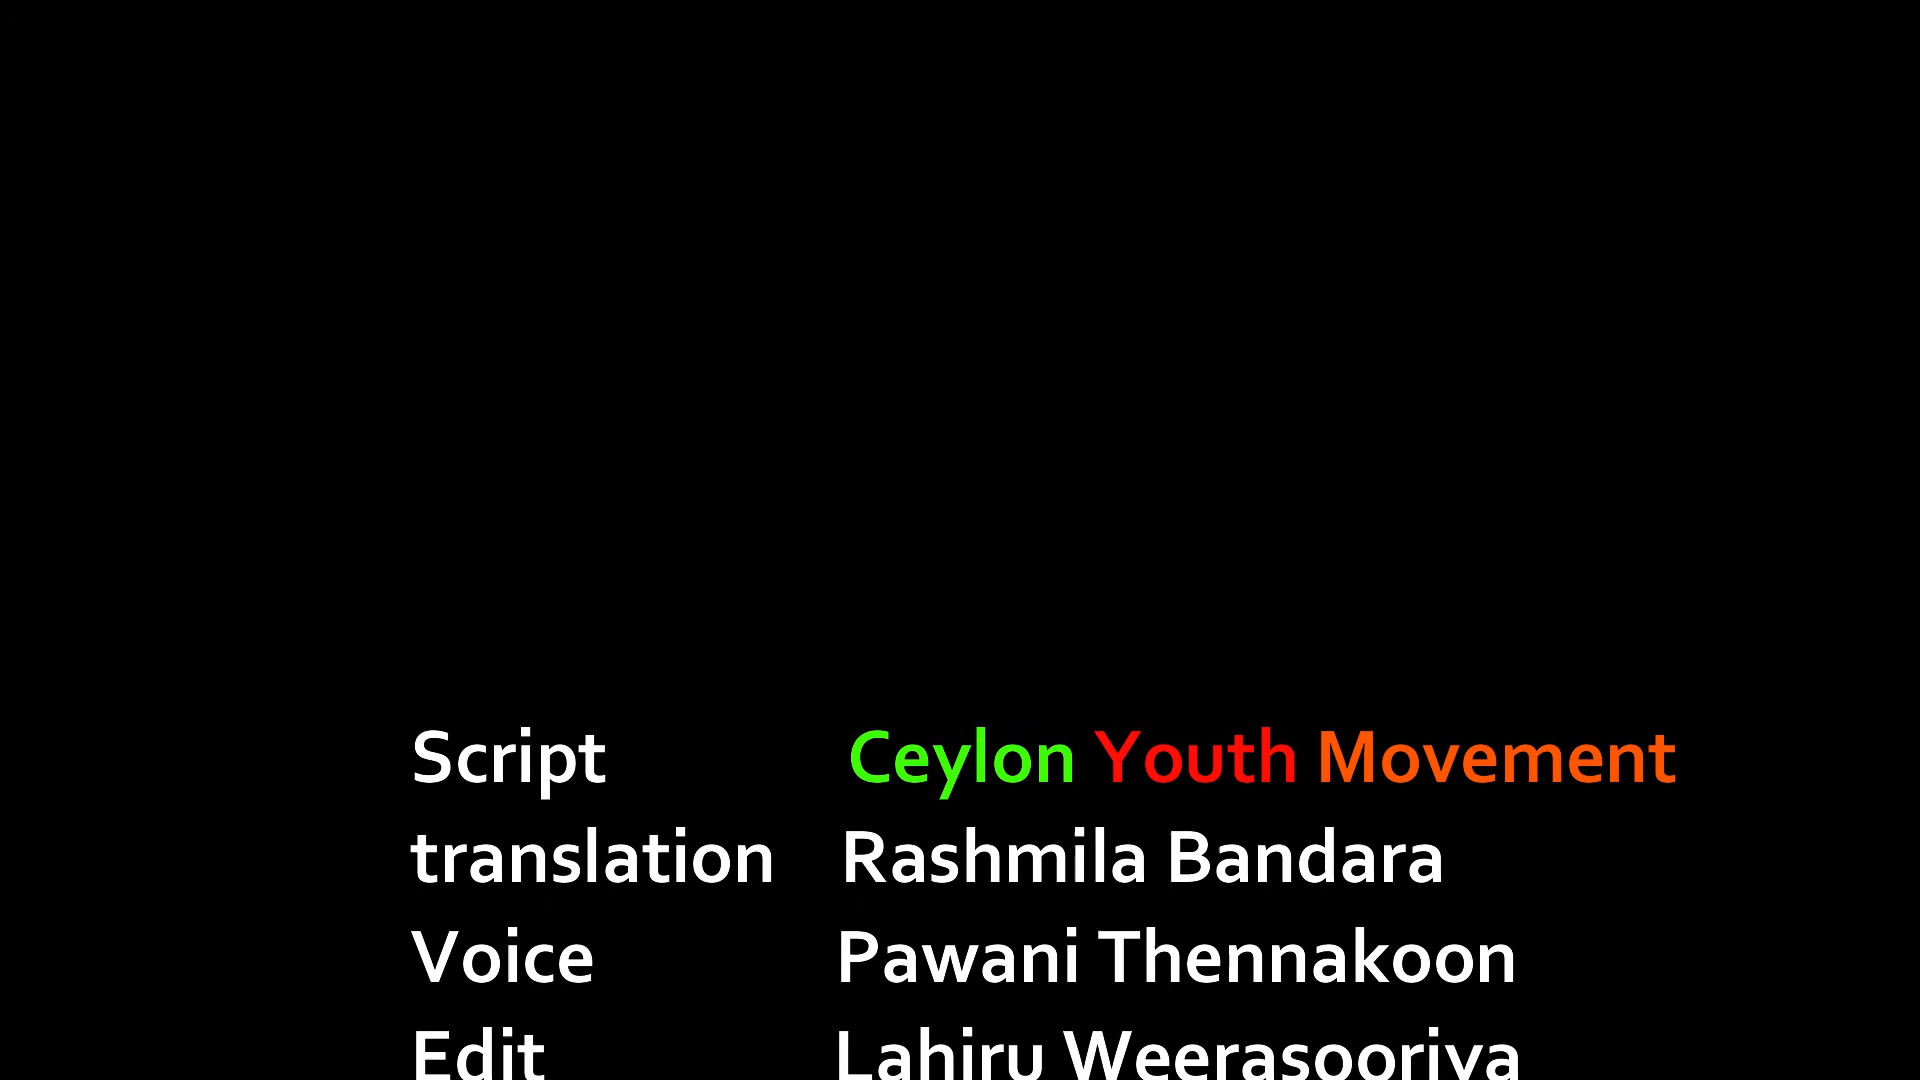 Script Ceylon Youth Movement
translation Rashmila Bandara
Voice Pawani Thennakoon
Edit Lahiru Weerasooriya